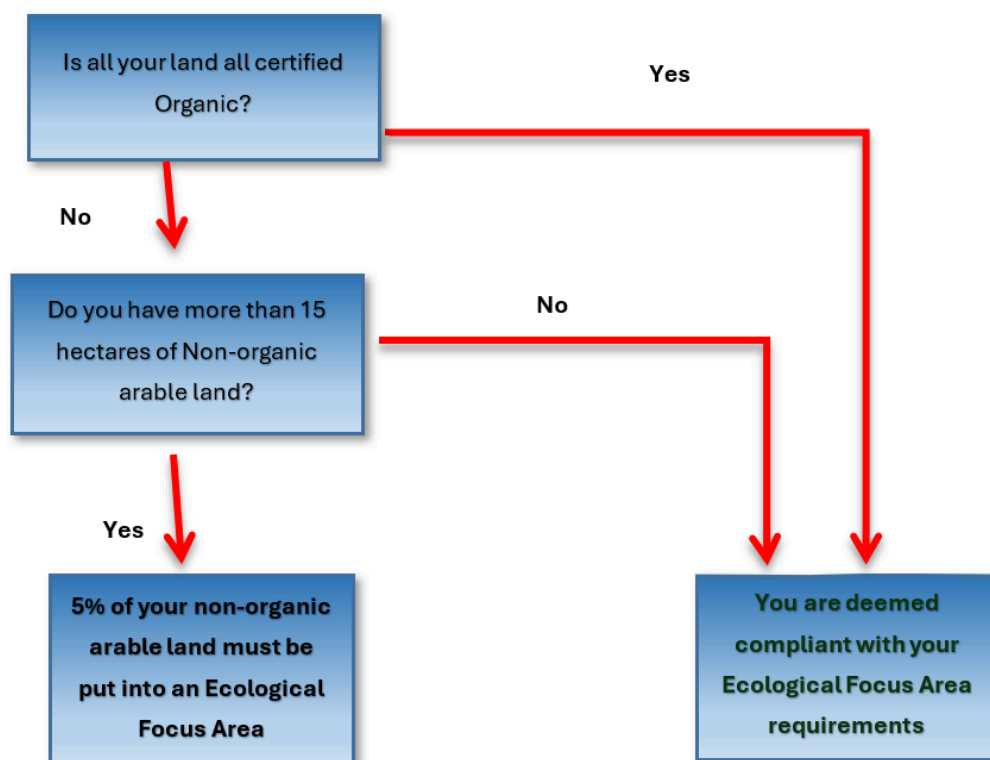 Is all your land all certified
Organic?
Yes
No
Do you have more than 15
hectares of Non-organic
arable land?
No
Yes
5% of your non-organic
arable land must be
put into an Ecological
Focus Area
You are deemed
compliant with your
Ecological Focus Area
requirements